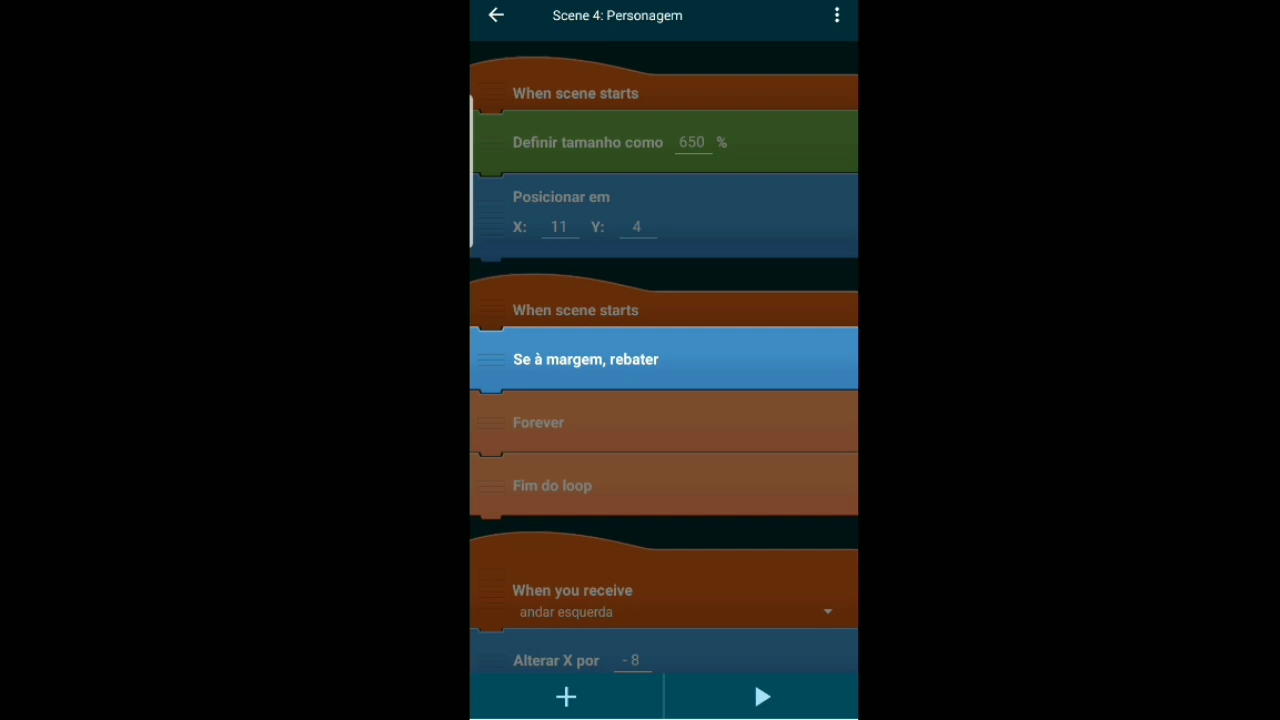 Scene 4: Personagem
When scene starts
Definir tamanho como 650 %
Posicionar em
X: 11 Y: 4
When scene starts
Se à margem, rebater
Forever
Fim do loop
When you receive
andar esquerda
Alterar X por - 8